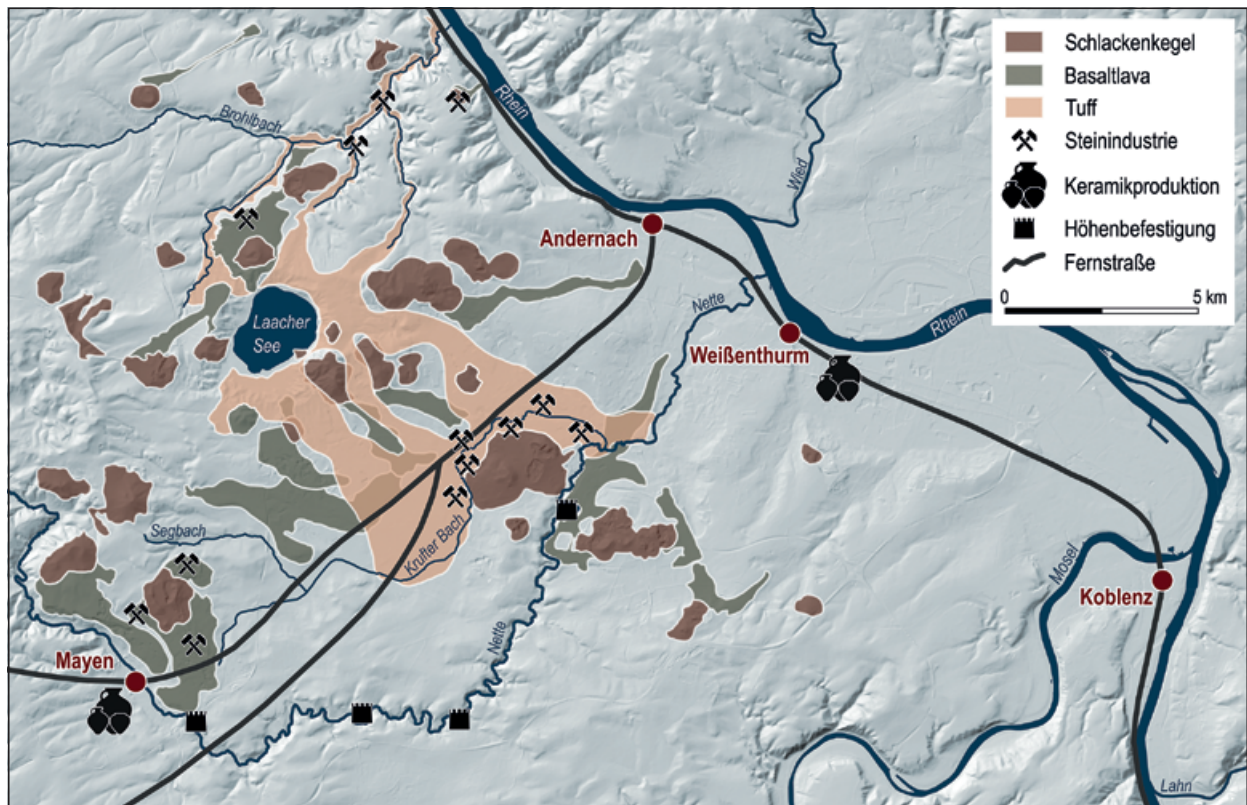 Schlackenkegel
Basaltlava
Tuff
Steinindustrie
Keramikproduktion
Höhenbefestigung
Fernstraße
0
5 km
Brohlbach
Rhein
Wied
Andernach
Nette
Rhein
Laacher
See
Weißenthurm
Segbach
Krufter Bach
Mosel
Koblenz
Nette
Mayen
Lahn